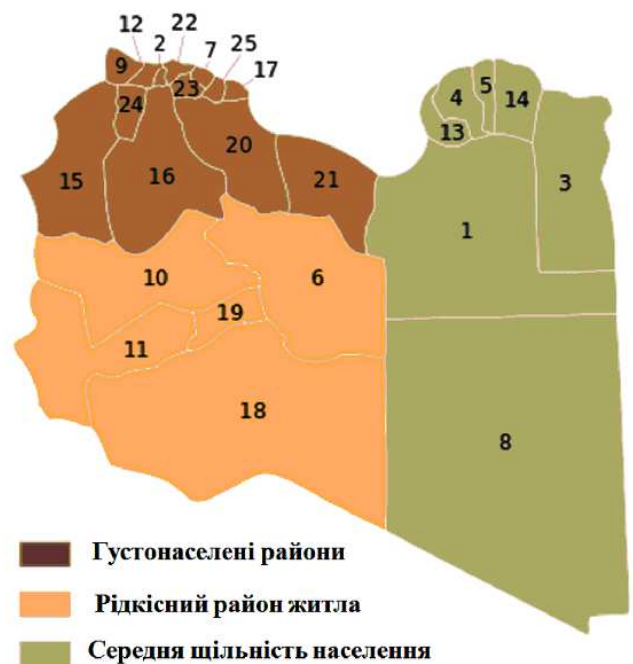 12 2 22 7 25 17
9 23 24
5 4 14 13
15 16 20 21
1 3
10 6
19 11
18 8
Густонаселені райони
Рідкісний район житла
Середня щільність населення